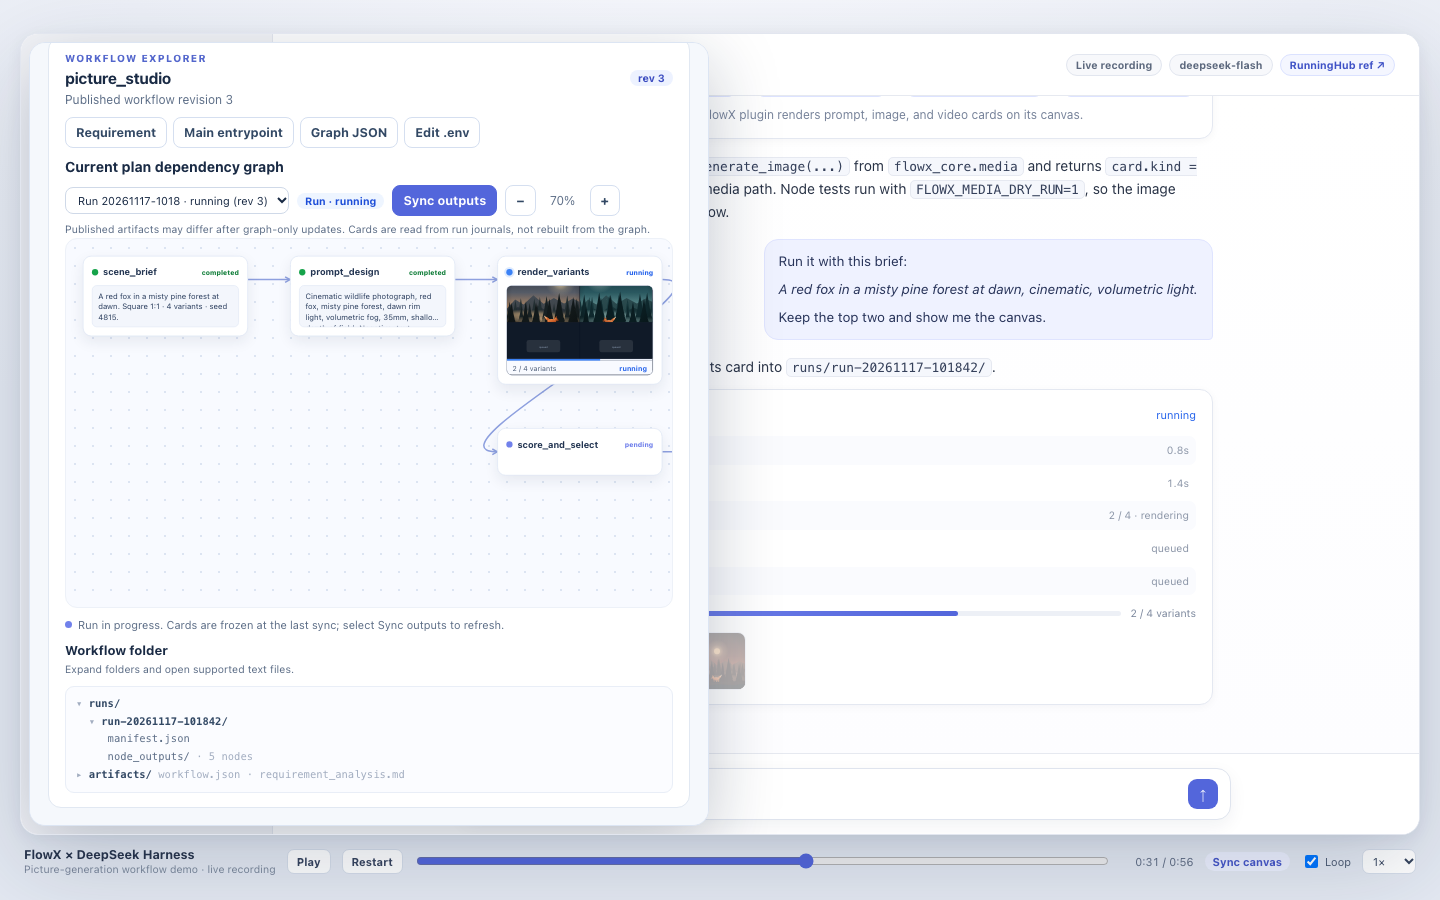 WORKFLOW EXPLORER
picture_studio
rev 3
Published workflow revision 3
Requirement
Main entrypoint
Graph JSON
Edit .env
Current plan dependency graph
Run 20261117-1018 · running (rev 3)
Run · running
Sync outputs
−
70%
+
Published artifacts may differ after graph-only updates. Cards are read from run journals, not rebuilt from the graph.
scene_brief
completed
A red fox in a misty pine forest at
dawn. Square 1:1 · 4 variants · seed
4815.
prompt_design
completed
Cinematic wildlife photograph, red
fox, misty pine forest, dawn rim
light, volumetric fog, 35mm, shallo…
render_variants
running
2 / 4 variants
running
score_and_select
pending
Run in progress. Cards are frozen at the last sync; select Sync outputs to refresh.
Workflow folder
Expand folders and open supported text files.
▾ runs/
▾ run-20261117-101842/
manifest.json
node_outputs/ · 5 nodes
▸ artifacts/ workflow.json · requirement_analysis.md
Live recording
deepseek-flash
RunningHub ref ↗
lowX plugin renders prompt, image, and video cards on its canvas.
enerate_image(...) from flowx_core.media and returns card.kind =
nedia path. Node tests run with FLOWX_MEDIA_DRY_RUN=1, so the image
ow.
Run it with this brief:
A red fox in a misty pine forest at dawn, cinematic, volumetric light.
Keep the top two and show me the canvas.
ts card into runs/run-20261117-101842/.
running
0.8s
1.4s
2 / 4 · rendering
queued
queued
2 / 4 variants
↑
FlowX × DeepSeek Harness
Picture-generation workflow demo · live recording
Play
Restart
0:31 / 0:56
Sync canvas
Loop
1×